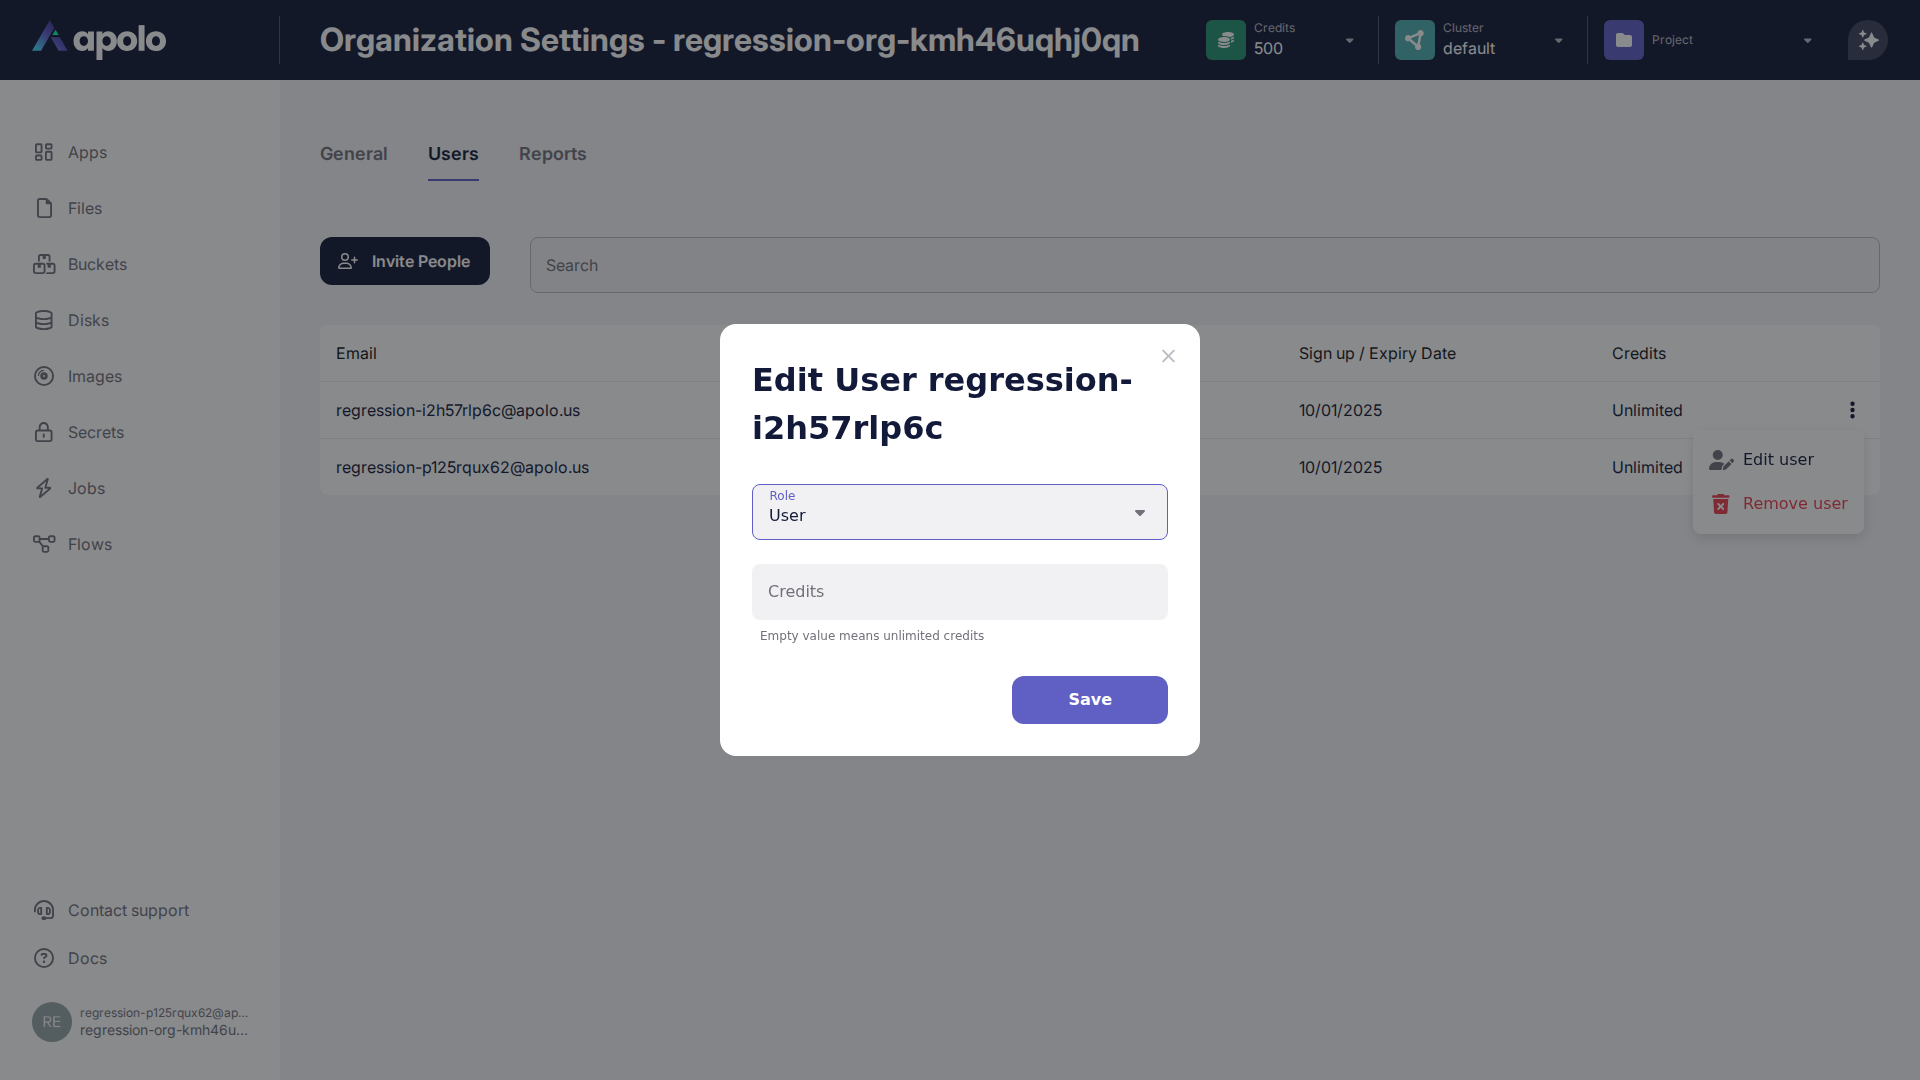 apolo
Organization Settings - regression-org-kmh46uqhj0qn
Credits
500
Cluster
default
Project
Apps
Files
Buckets
Disks
Images
Secrets
Jobs
Flows
General
Users
Reports
Invite People
Search
Email
Sign up / Expiry Date
Credits
regression-i2h57rlp6c@apolo.us
10/01/2025
Unlimited
regression-p125rqux62@apolo.us
10/01/2025
Unlimited
Edit user
Remove user
Edit User regression-
i2h57rlp6c
Role
User
Credits
Empty value means unlimited credits
Save
Contact support
Docs
RE
regression-p125rqux62@ap...
regression-org-kmh46u...